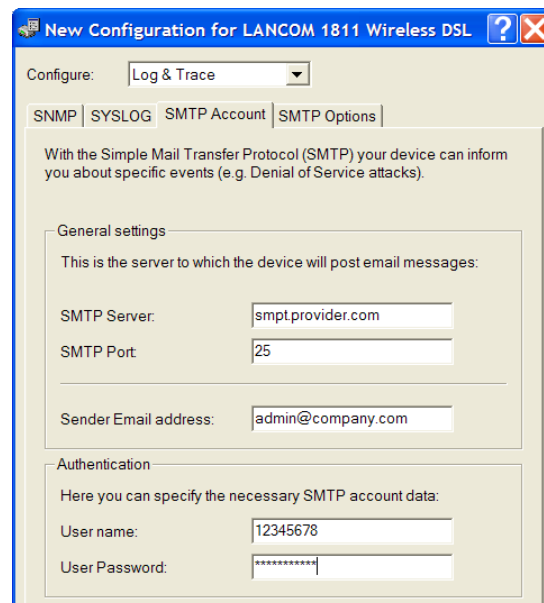 New Configuration for LANCOM 1811 Wireless DSL
Configure: Log & Trace
SNMP SYSLOG SMTP Account SMTP Options
With the Simple Mail Transfer Protocol (SMTP) your device can inform
you about specific events (e.g. Denial of Service attacks).
General settings
This is the server to which the device will post email messages:
SMTP Server: smpt.provider.com
SMTP Port: 25
Sender Email address: admin@company.com
Authentication
Here you can specify the necessary SMTP account data:
User name: 12345678
User Password: ***********